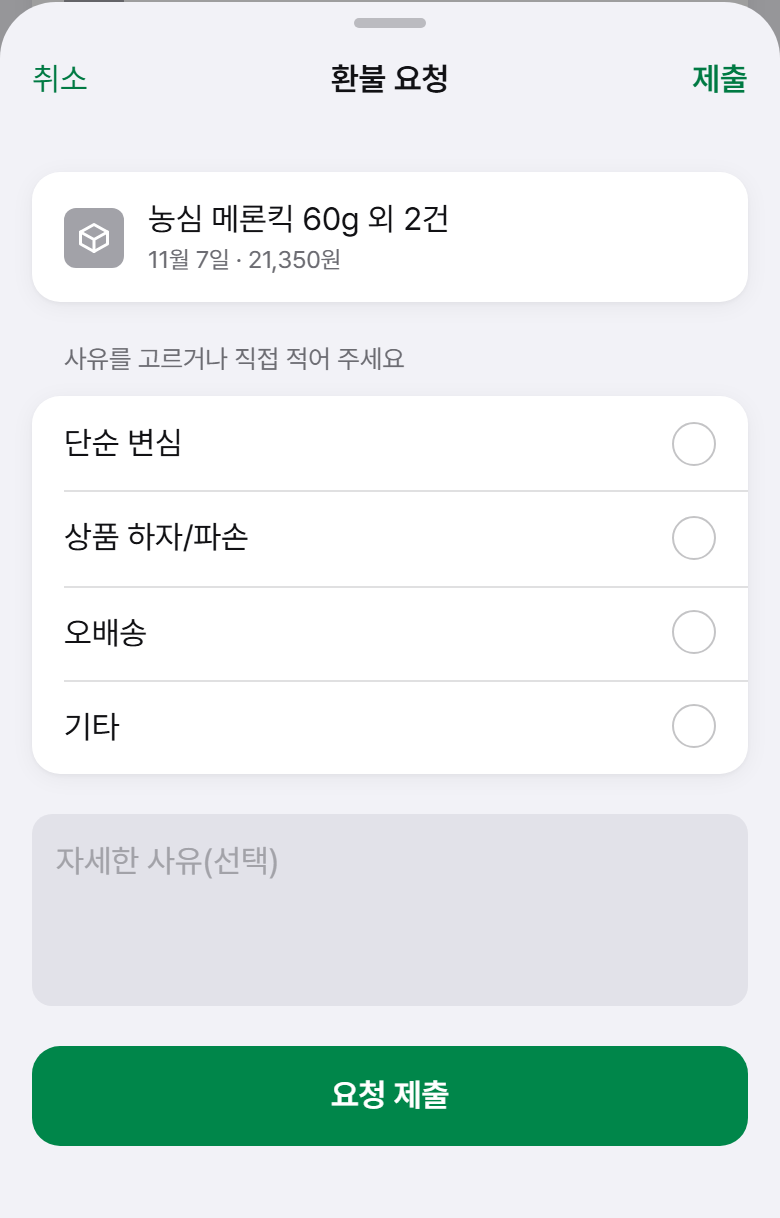 취소
환불 요청
제출
농심 메론킥 60g 외 2건
11월 7일 · 21,350원
사유를 고르거나 직접 적어 주세요
단순 변심
상품 하자/파손
오배송
기타
자세한 사유(선택)
요청 제출